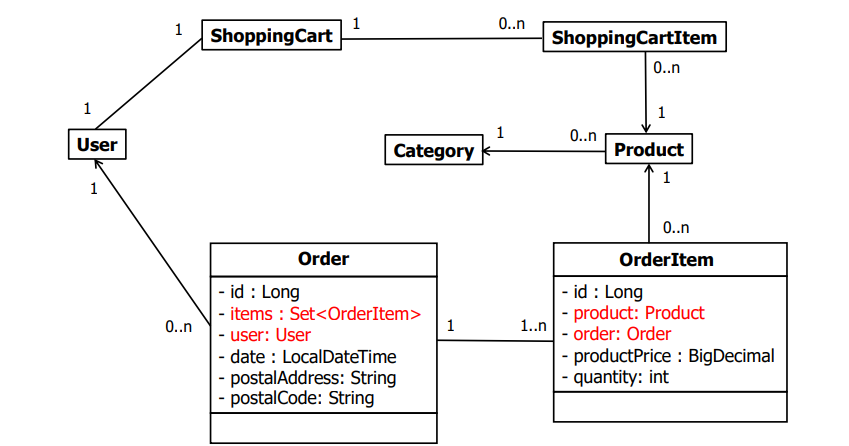 1
ShoppingCart
1
0..n
ShoppingCartItem
0..n
1
1
User
Category
1
0..n
Product
1
1
0..n
Order
- id : Long
- items : Set<OrderItem>
- user: User
- date : LocalDateTime
- postalAddress: String
- postalCode: String
0..n
1
1..n
OrderItem
- id : Long
- product: Product
- order: Order
- productPrice : BigDecimal
- quantity: int